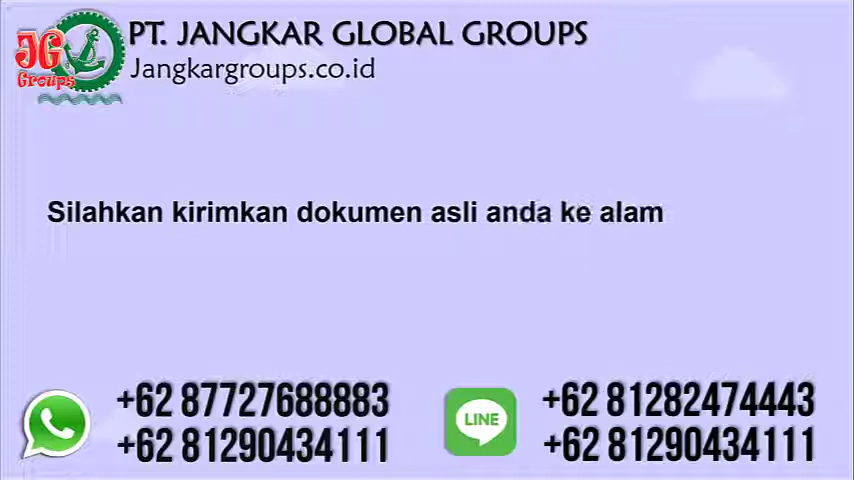 JG
Groups
PT. JANGKAR GLOBAL GROUPS
Jangkargroups.co.id
Silahkan kirimkan dokumen asli anda ke alam
+62 87727688883
+62 81290434111
LINE
+62 81282474443
+62 81290434111